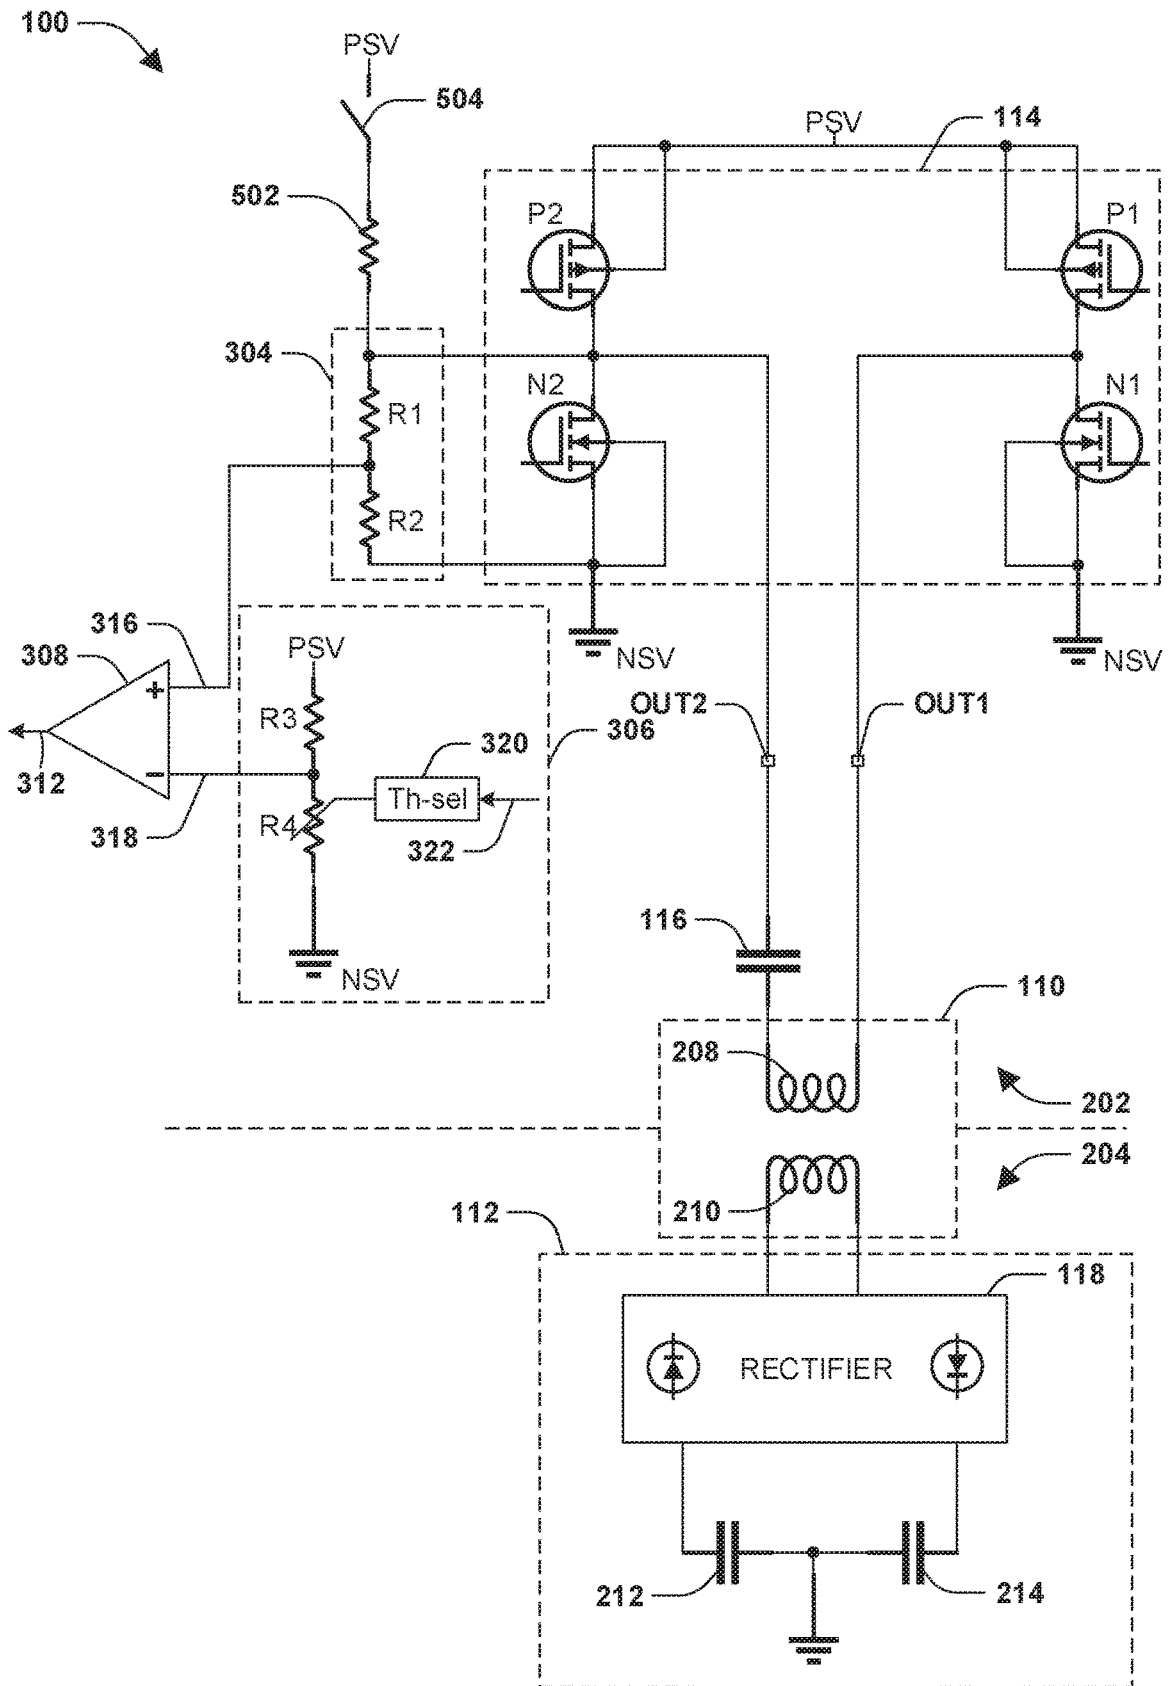 100
PSV
504
PSV
114
502
P2
P1
304
R1
N2
N1
R2
316
308
PSV
NSV
NSV
+
R3
OUT2
OUT1
306
320
−
312
Th-sel
R4
318
322
116
NSV
110
208
202
204
210
112
118
RECTIFIER
212
214